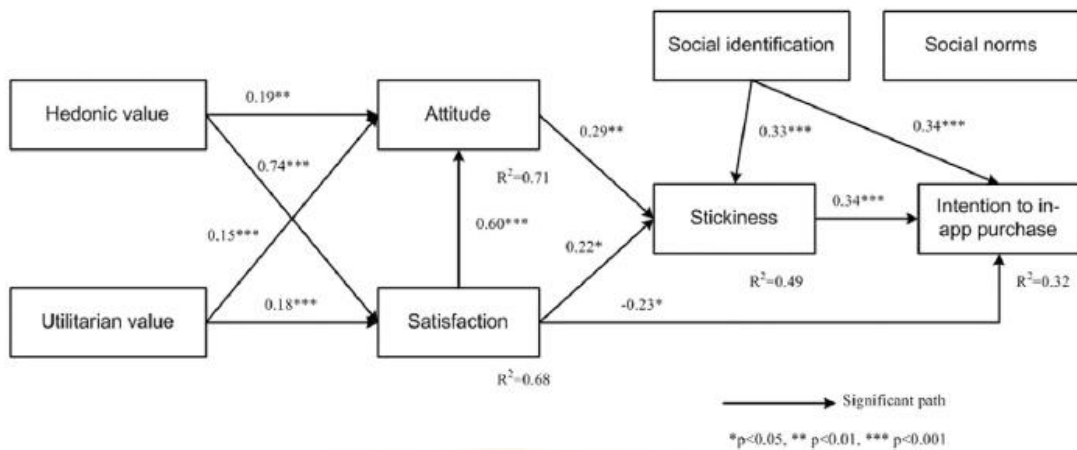 Social identification
Social norms
Hedonic value
0.19**
Attitude
0.29**
0.33***
0.34***
0.74***
R²=0.71
Stickiness
0.34***
Intention to in-
app purchase
0.60***
0.15***
0.22*
R²=0.49
R²=0.32
Utilitarian value
0.18***
Satisfaction
-0.23*
R²=0.68
Significant path
*p<0.05, ** p<0.01, *** p<0.001